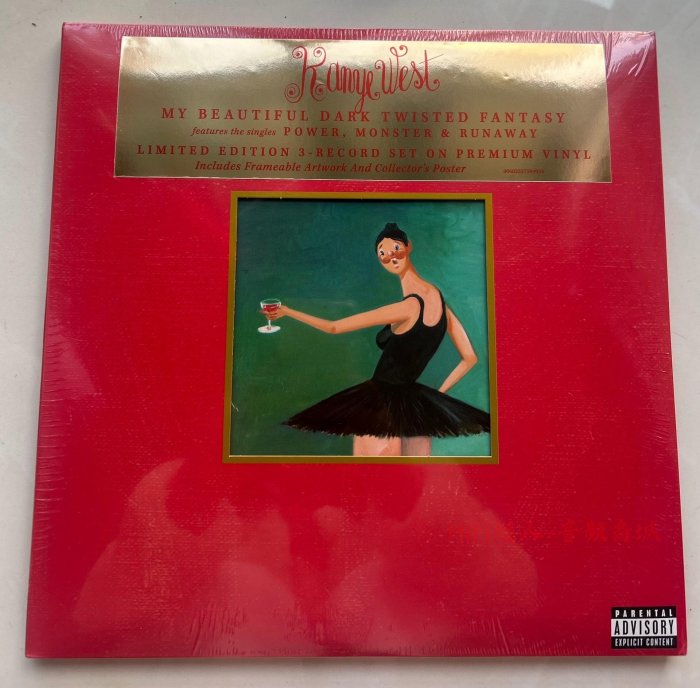 Kanye West
MY BEAUTIFUL DARK TWISTED FANTASY
features the singles POWER, MONSTER & RUNAWAY
LIMITED EDITION 3-RECORD SET ON PREMIUM VINYL
Includes Frameable Artwork And Collector's Poster
PARENTAL
ADVISORY
EXPLICIT CONTENT